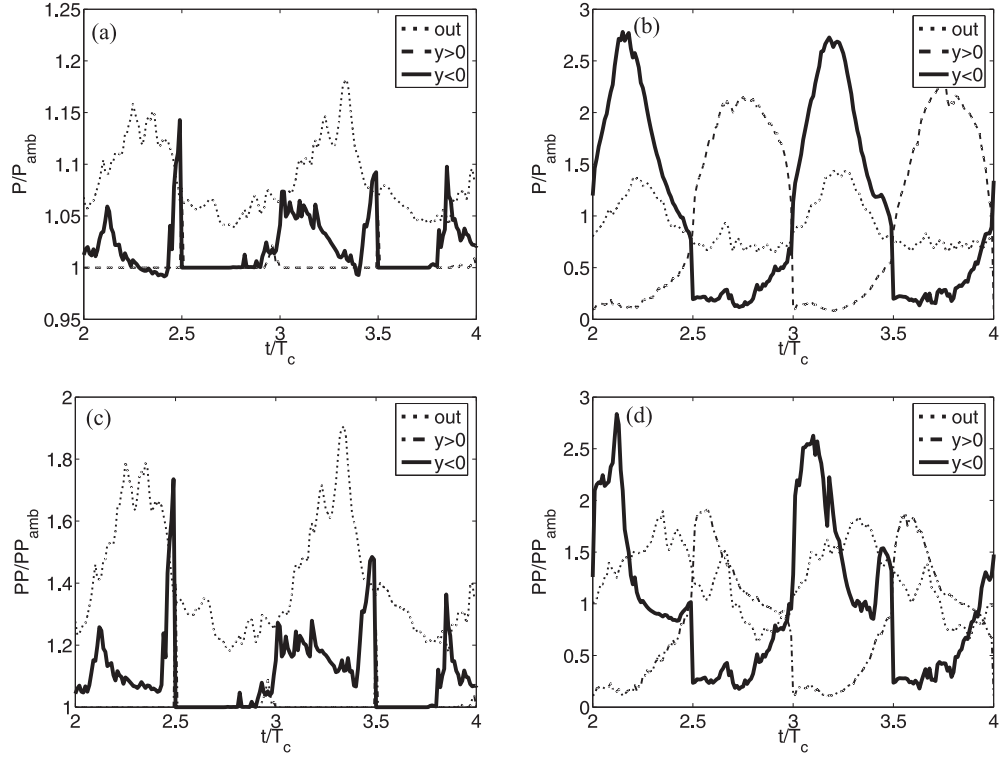 (a)
out
y>0
y<0
1.25
1.2
1.15
1.1
1.05
1
0.95
P/P_amb
2 2.5 3 3.5 4
t/T_c
(b)
out
y>0
y<0
3
2.5
2
1.5
1
0.5
0
P/P_amb
2 2.5 3 3.5 4
t/T_c
(c)
out
y>0
y<0
2
1.8
1.6
1.4
1.2
1
PP/PP_amb
2 2.5 3 3.5 4
t/T_c
(d)
out
y>0
y<0
3
2.5
2
1.5
1
0.5
0
PP/PP_amb
2 2.5 3 3.5 4
t/T_c